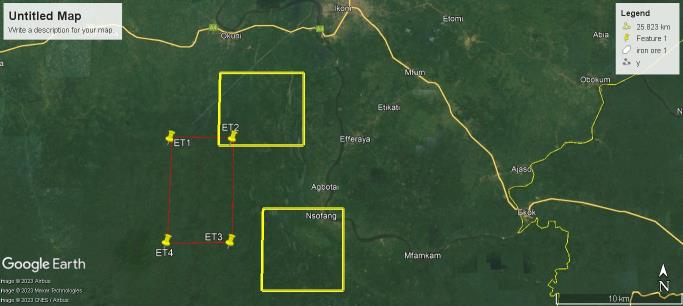 Untitled Map
Write a description for your map.
Legend
25.823 km
Feature 1
iron ore 1
y
Ikom
Etomi
Okuni
Abia
Mfum
Obokum
Etikati
ET2
ET1
Efferaya
Ajaso
Agbotai
Nsofang
Ekok
ET3
ET4
Mfamkam
Google Earth
Image © 2023 Airbus
Image © 2023 Maxar Technologies
Image © 2023 CNES / Airbus
N
10 km